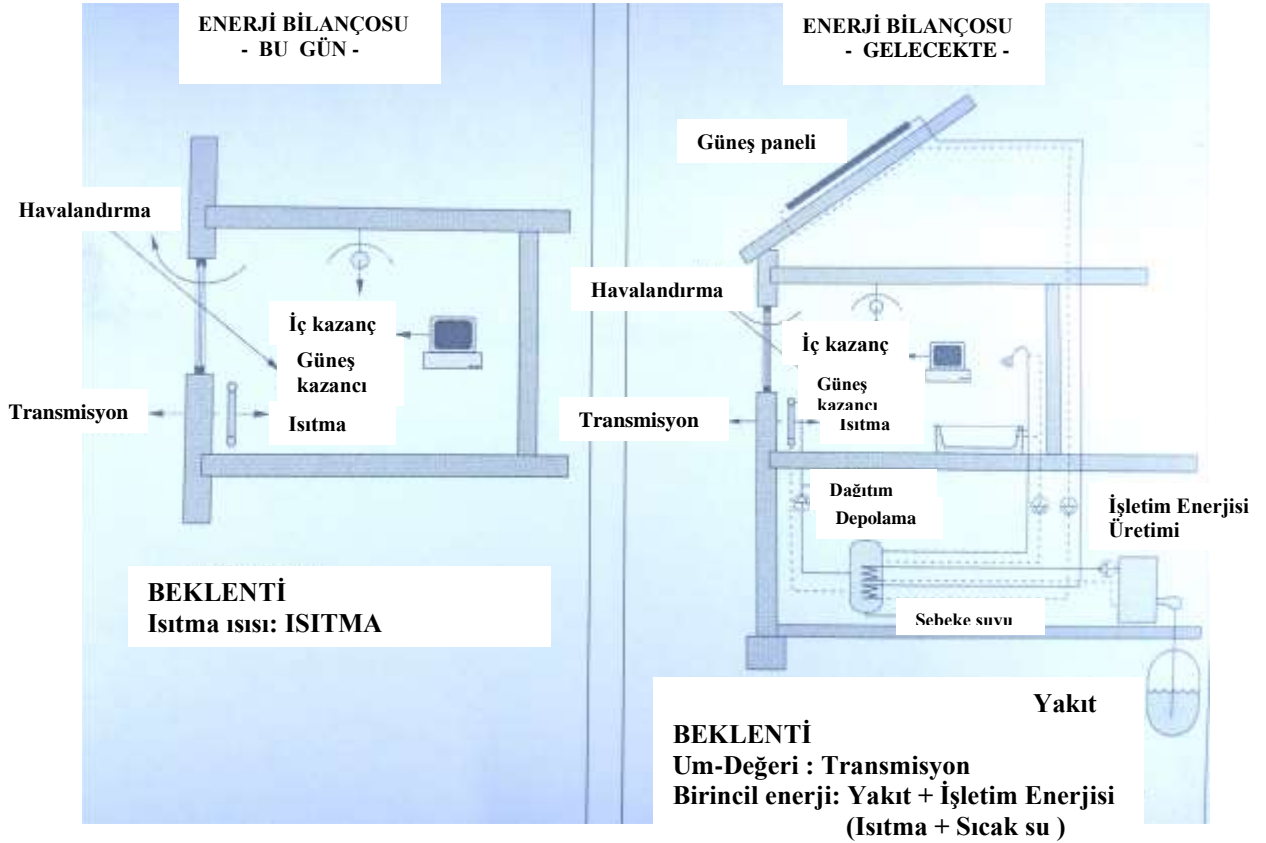 ENERJİ BİLANÇOSU
- BU GÜN -
Havalandırma
İç kazanç
Güneş
kazancı
Transmisyon
Isıtma
BEKLENTİ
Isıtma ısısı: ISITMA
ENERJİ BİLANÇOSU
- GELECEKTE -
Güneş paneli
Havalandırma
İç kazanç
Güneş
kazancı
Transmisyon
Isıtma
Dağıtım
Depolama
İşletim Enerjisi
Üretimi
Şebeke suyu
Yakıt
BEKLENTİ
Um-Değeri : Transmisyon
Birincil enerji: Yakıt + İşletim Enerjisi
(Isıtma + Sıcak su )